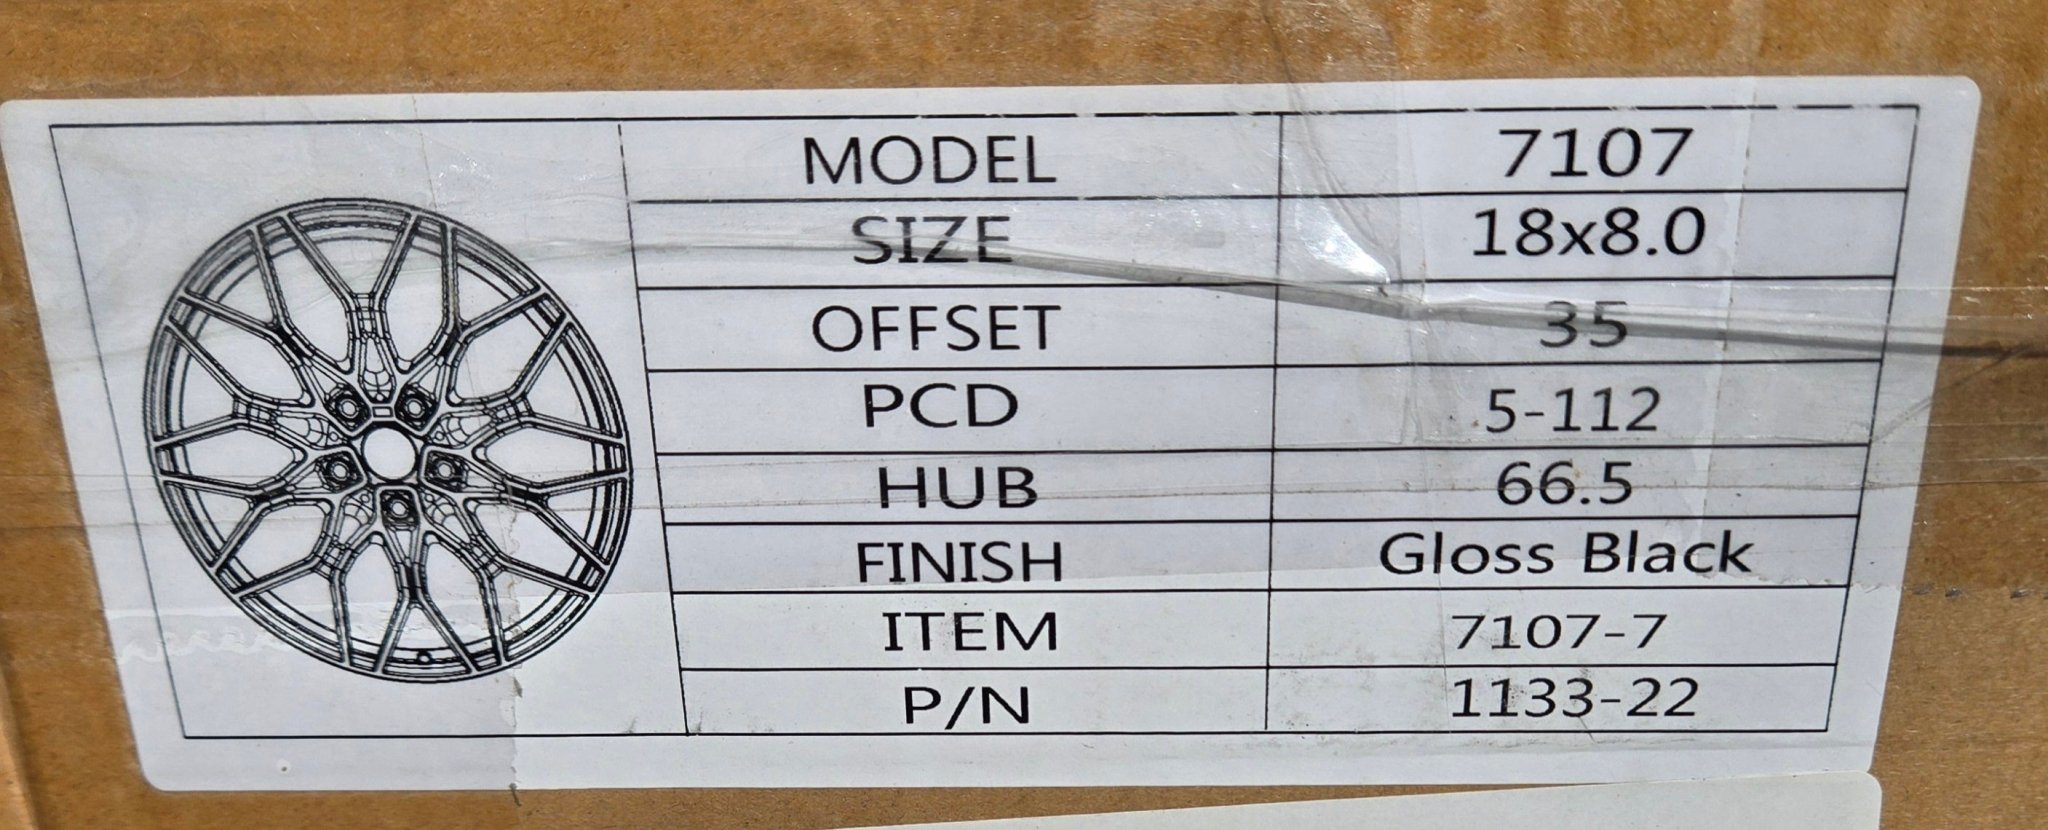 MODEL 7107
SIZE 18x8.0
OFFSET 35
PCD 5-112
HUB 66.5
FINISH Gloss Black
ITEM 7107-7
P/N 1133-22